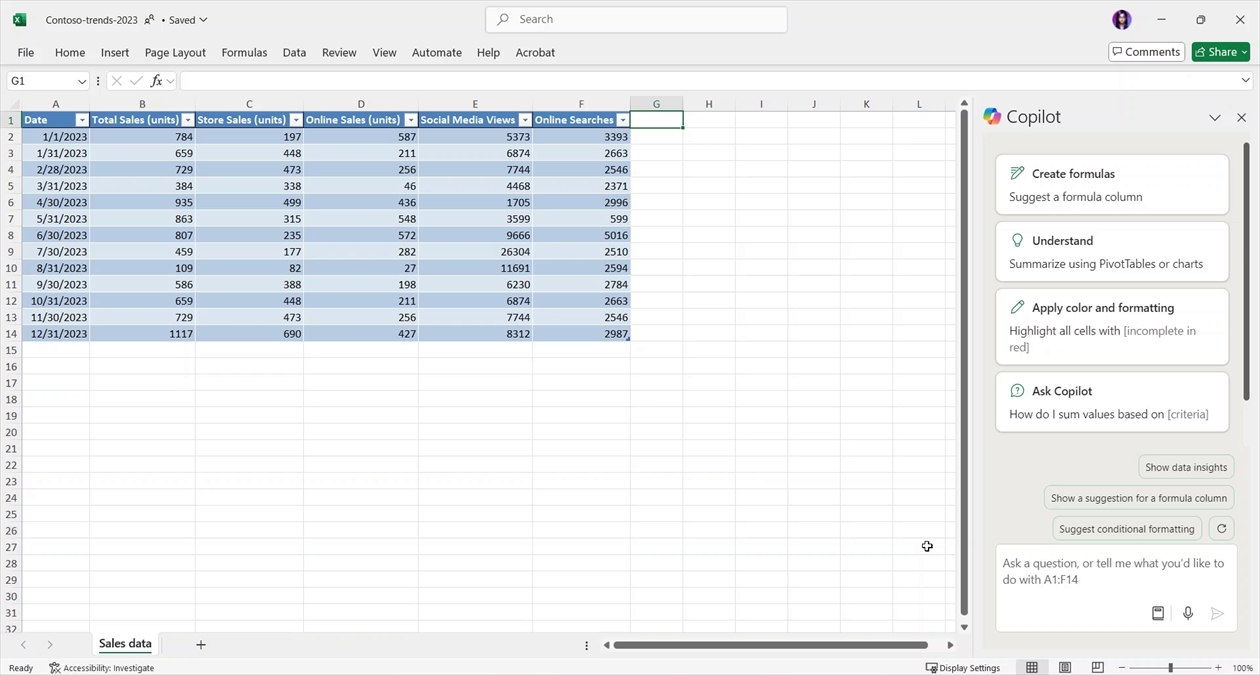 Contoso-trends-2023 • Saved
Search
File Home Insert Page Layout Formulas Data Review View Automate Help Acrobat
Comments Share
G1 fx
A B C D E F G H I J K L
1 Date Total Sales (units) Store Sales (units) Online Sales (units) Social Media Views Online Searches
2 1/1/2023 784 197 587 5373 3393
3 1/31/2023 659 448 211 6874 2663
4 2/28/2023 729 473 256 7744 2546
5 3/31/2023 384 338 46 4468 2371
6 4/30/2023 935 499 436 1705 2996
7 5/31/2023 863 315 548 3599 599
8 6/30/2023 807 235 572 9666 5016
9 7/30/2023 459 177 282 26304 2510
10 8/31/2023 109 82 27 11691 2594
11 9/30/2023 586 388 198 6230 2784
12 10/31/2023 659 448 211 6874 2663
13 11/30/2023 729 473 256 7744 2546
14 12/31/2023 1117 690 427 8312 2987
15
16
17
18
19
20
21
22
23
24
25
26
27
28
29
30
31
32
Copilot
Create formulas
Suggest a formula column
Understand
Summarize using PivotTables or charts
Apply color and formatting
Highlight all cells with [incomplete in
red]
Ask Copilot
How do I sum values based on [criteria]
Show data insights
Show a suggestion for a formula column
Suggest conditional formatting
Ask a question, or tell me what you'd like to
do with A1:F14
Sales data
Ready Accessibility: Investigate
Display Settings
100%